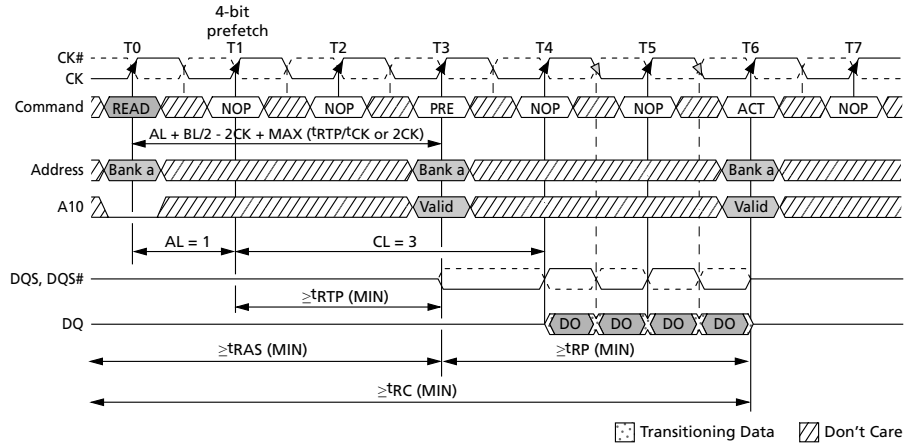 4-bit
prefetch
T0 T1 T2 T3 T4 T5 T6 T7
CK#
CK
Command READ NOP NOP PRE NOP NOP ACT NOP
AL + BL/2 - 2CK + MAX (tRTP/tCK or 2CK)
Address Bank a Bank a Bank a
A10 Valid Valid
AL = 1 CL = 3
DQS, DQS#
≥tRTP (MIN)
DQ DO DO DO DO
≥tRAS (MIN) ≥tRP (MIN)
≥tRC (MIN)
Transitioning Data Don't Care